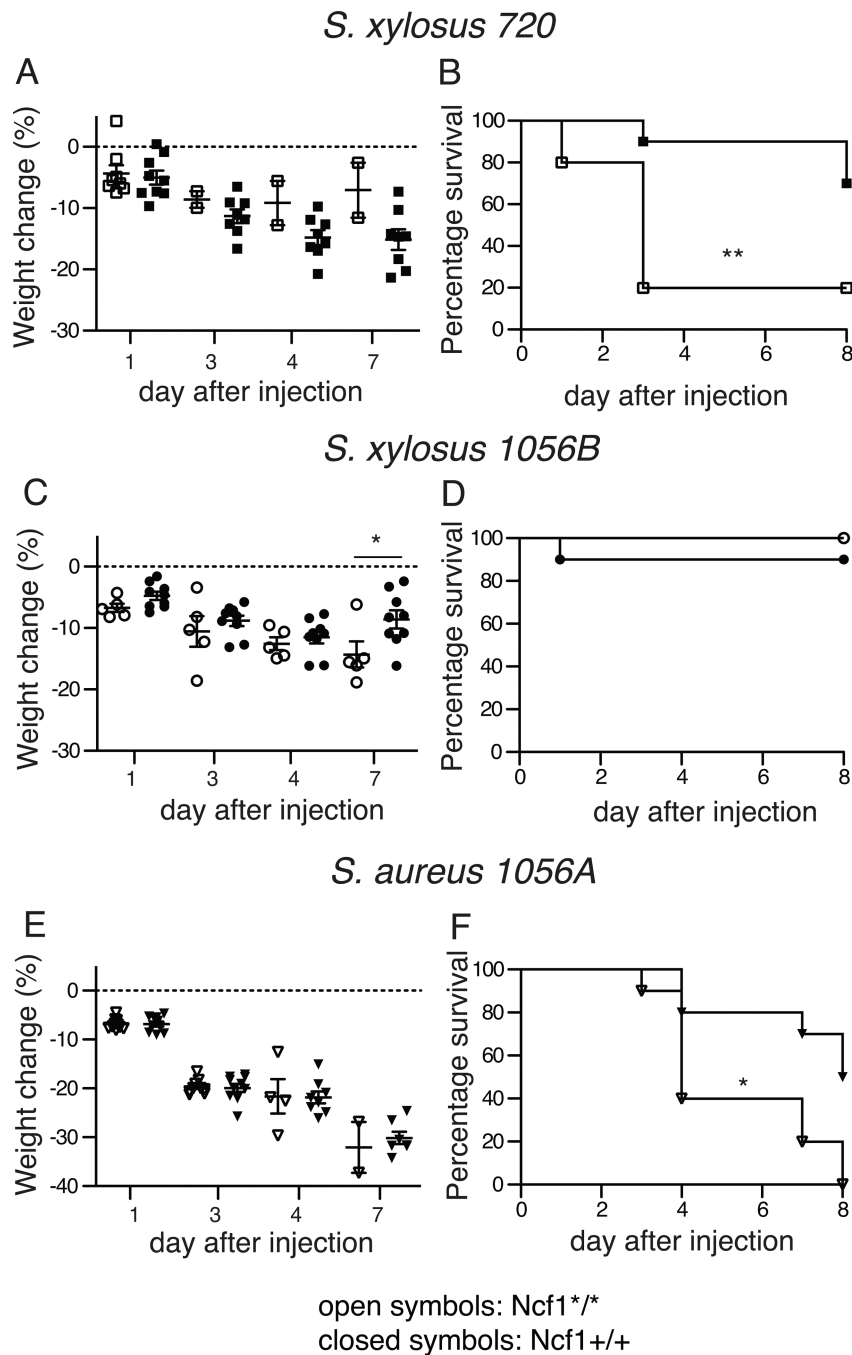 S. xylosus 720
A
B
Weight change (%)
0
-10
-20
-30
1
3
4
7
day after injection
Percentage survival
100
80
60
40
20
0
**
0
2
4
6
8
day after injection
S. xylosus 1056B
C
D
Weight change (%)
0
-10
-20
-30
*
1
3
4
7
day after injection
Percentage survival
100
80
60
40
20
0
0
2
4
6
8
day after injection
S. aureus 1056A
E
F
Weight change (%)
0
-10
-20
-30
-40
1
3
4
7
day after injection
Percentage survival
100
80
60
40
20
0
*
0
2
4
6
8
day after injection
open symbols: Ncf1*/*
closed symbols: Ncf1+/+